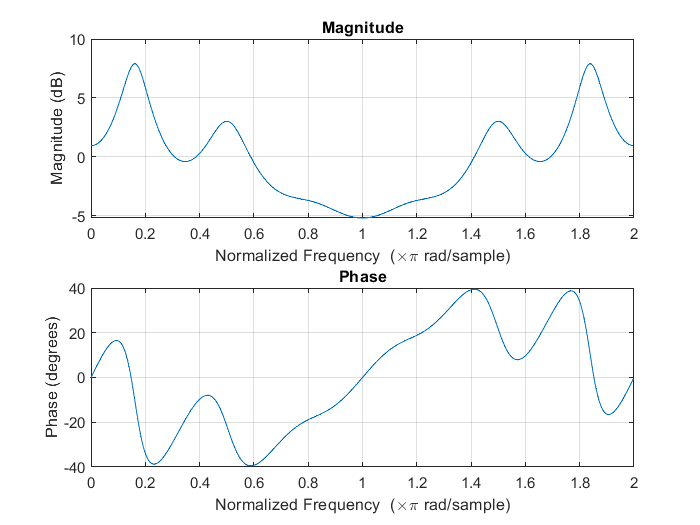 Magnitude
10
5
0
-5
Magnitude (dB)
0 0.2 0.4 0.6 0.8 1 1.2 1.4 1.6 1.8 2
Normalized Frequency (×π rad/sample)
Phase
40
20
0
-20
-40
Phase (degrees)
0 0.2 0.4 0.6 0.8 1 1.2 1.4 1.6 1.8 2
Normalized Frequency (×π rad/sample)